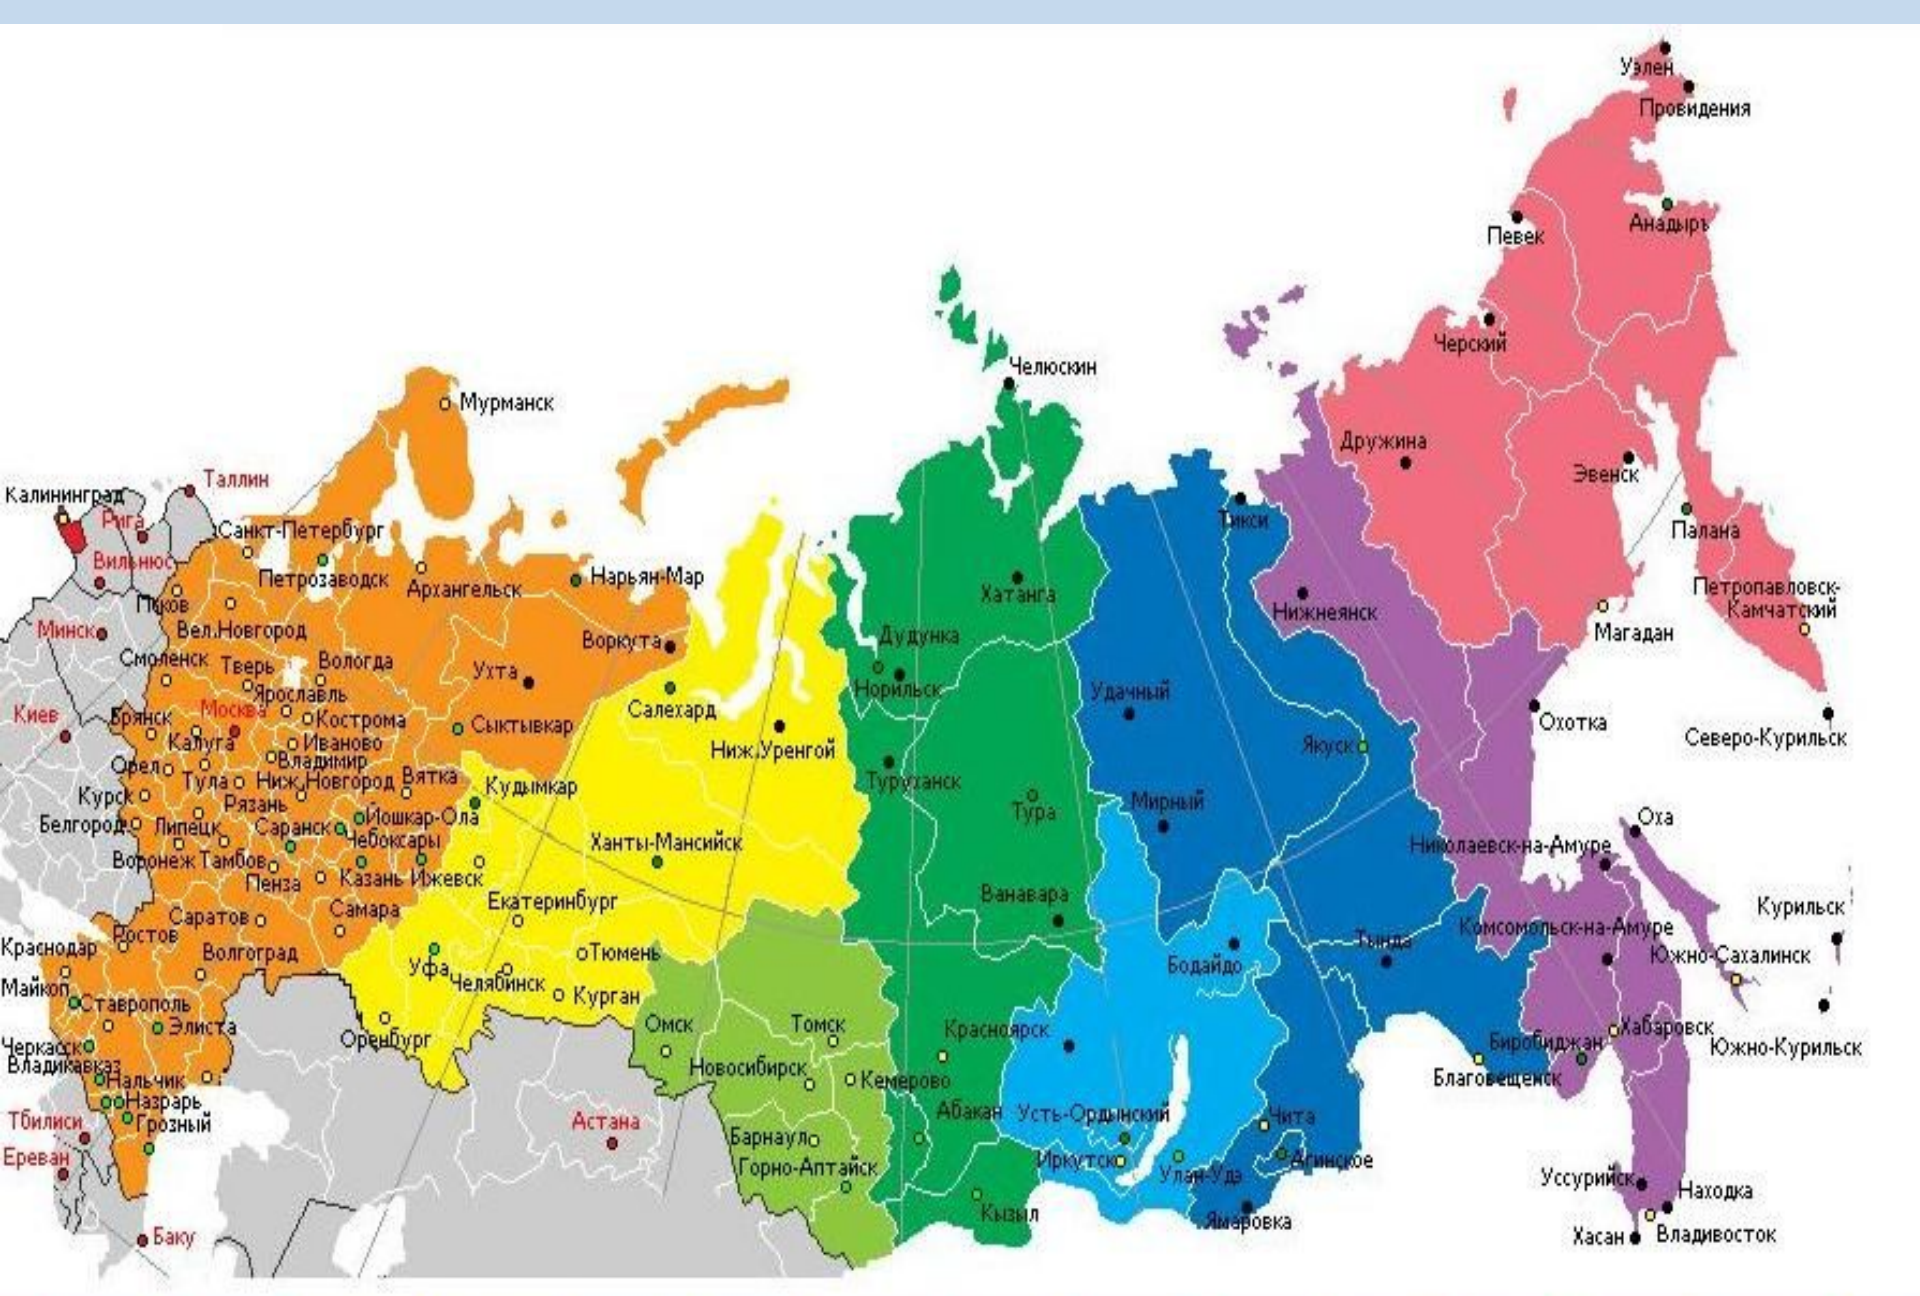 Уэлен
Провидения
Анадырь
Певек
Черский
Челюскин
Мурманск
Дружина
Эвенск
Таллин
Калининград
Рига
Санкт-Петербург
Тикси
Палана
Вильнюс
Петрозаводск
Архангельск
Нарьян-Мар
Хатанга
Нижнеянск
Петропавловск-
Камчатский
Псков
Минск
Вел.Новгород
Воркута
Дудунка
Магадан
Смоленск
Тверь
Вологда
Ухта
Норильск
Удачный
Ярославль
Салехард
Киев
Брянск
Москва
Кострома
Сыктывкар
Охотка
Северо-Курильск
Калуга
Иваново
Ниж.Уренгой
Якуск
Орел
Владимир
Тула
Ниж.Новгород
Вятка
Кудымкар
Туруханск
Курск
Рязань
Тура
Мирный
Белгород
Липецк
Саранск
Йошкар-Ола
Чебоксары
Ханты-Мансийск
Оха
Николаевск-на-Амуре
Воронеж
Тамбов
Пенза
Казань
Ижевск
Екатеринбург
Ванавара
Самара
Саратов
Ростов
Курильск
Комсомольск-на-Амуре
Краснодар
Волгоград
Тюмень
Тында
Южно-Сахалинск
Уфа
Челябинск
Бодайдо
Майкоп
Ставрополь
Курган
Элиста
Оренбург
Омск
Томск
Красноярск
Хабаровск
Биробиджан
Южно-Курильск
Черкасск
Владикавказ
Новосибирск
Кемерово
Благовещенск
Нальчик
Назрарь
Абакан
Усть-Ордынский
Чита
Тбилиси
Грозный
Астана
Барнаул
Ереван
Горно-Аптайск
Иркутск
Улан-Удэ
Агинское
Уссурийск
Находка
Кызыл
Ямаровка
Баку
Хасан
Владивосток